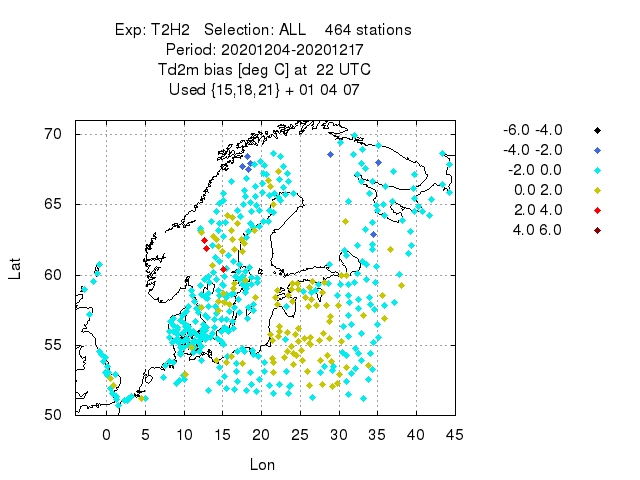 Exp: T2H2 Selection: ALL 464 stations
Period: 20201204-20201217
Td2m bias [deg C] at 22 UTC
Used {15,18,21} + 01 04 07
70
65
60
55
50
Lat
0 5 10 15 20 25 30 35 40 45
Lon
-6.0 -4.0
-4.0 -2.0
-2.0 0.0
0.0 2.0
2.0 4.0
4.0 6.0